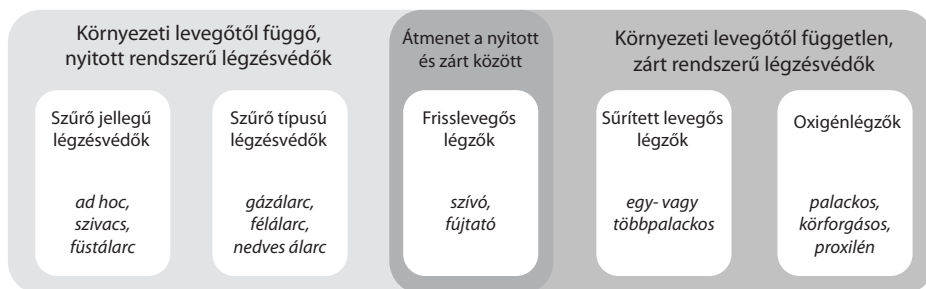 Környezeti levegőtől függő,
nyitott rendszerű légzésvédők
Átmenet a nyitott
és zárt között
Környezeti levegőtől független,
zárt rendszerű légzésvédők
Szűrő jellegű
légzésvédők
ad hoc,
szivacs,
füstálarc
Szűrő típusú
légzésvédők
gázálarc,
félálarc,
nedves álarc
Frisslevegős
légzők
szívó,
fújtató
Sűrített levegős
légzők
egy- vagy
többpalackos
Oxigénlégzők
palackos,
körforgásos,
proxilén